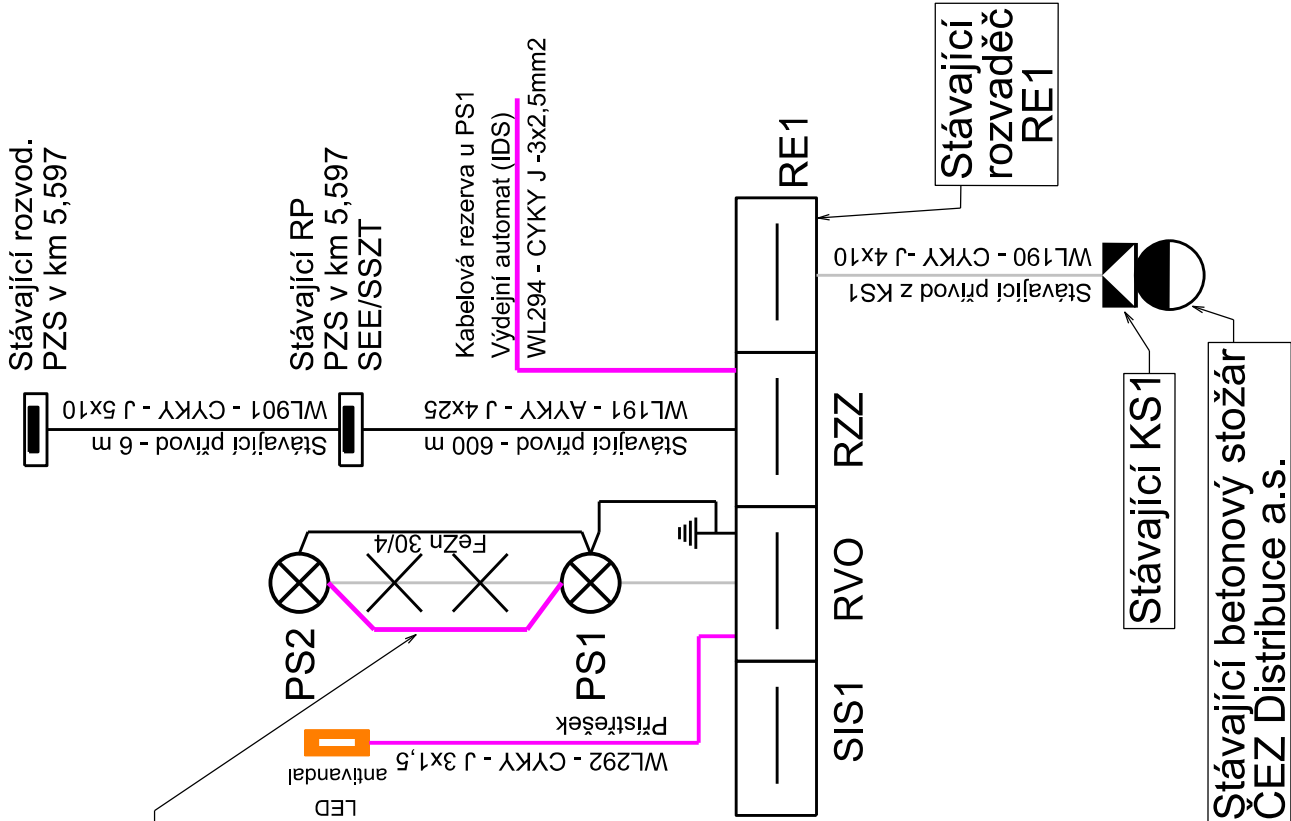 Stávající rozvod.
PZS v km 5,597
Stávající RP
PZS v km 5,597
SEE/SSZT
WL901 - CYKY - J 5x10
Stávající přívod - 6 m
Kabelová rezerva u PS1
Výdejní automat (IDS)
WL294 - CYKY J -3x2,5mm2
WL191 - AYKY - J 4x25
Stávající přívod - 600 m
FeZn 30/4
PS2
PS1
LED
antivandal
Přístřešek
WL292 - CYKY - J 3x1,5
SIS1
RVO
RZZ
RE1
Stávající
rozvaděč
RE1
WL190 - CYKY - J 4x10
Stávající přívod z KS1
Stávající KS1
Stávající betonový stožár
ČEZ Distribuce a.s.